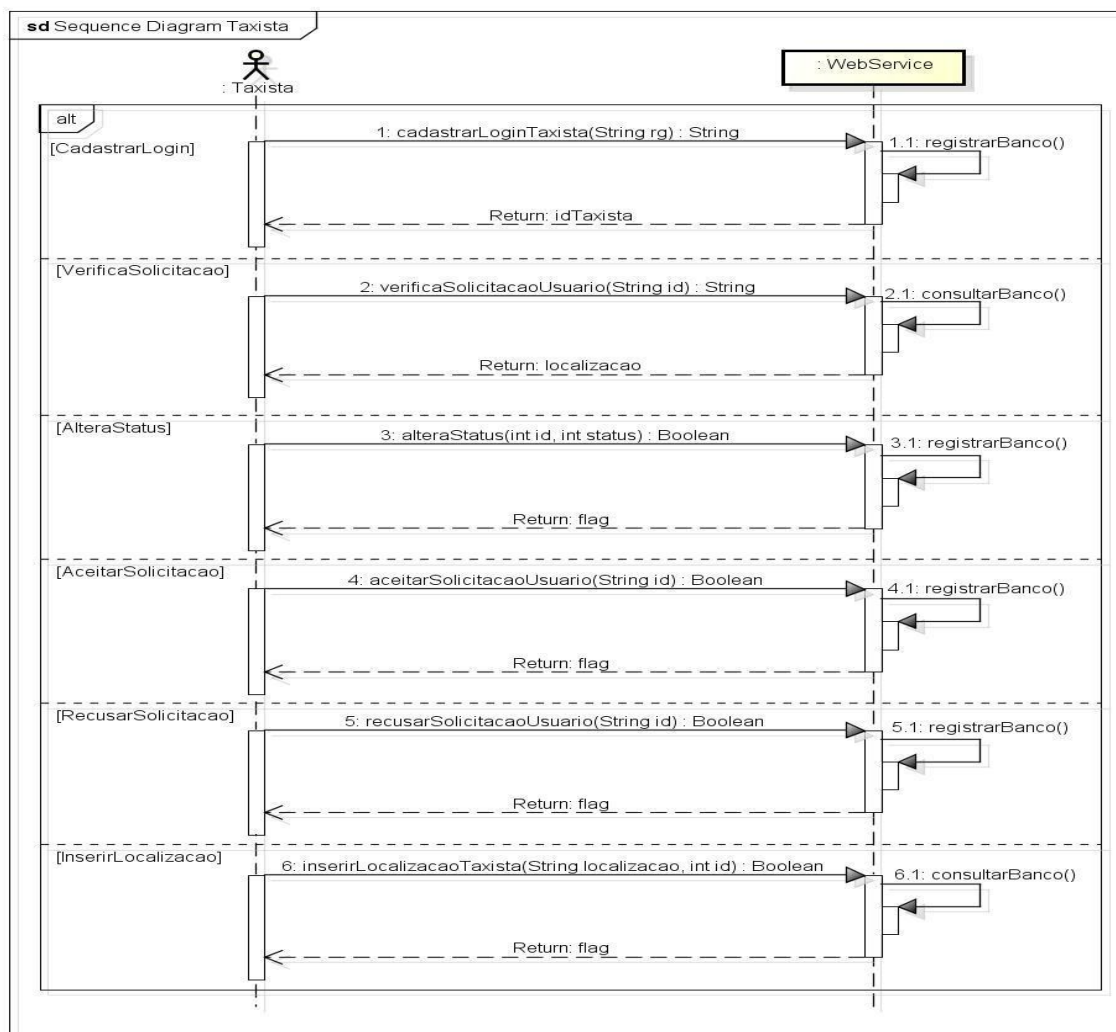 sd Sequence Diagram Taxista
: Taxista
: WebService
alt
[CadastrarLogin]
1: cadastrarLoginTaxista(String rg) : String
1.1: registrarBanco()
Return: idTaxista
[VerificaSolicitacao]
2: verificaSolicitacaoUsuario(String id) : String
2.1: consultarBanco()
Return: localizacao
[AlteraStatus]
3: alteraStatus(int id, int status) : Boolean
3.1: registrarBanco()
Return: flag
[AceitarSolicitacao]
4: aceitarSolicitacaoUsuario(String id) : Boolean
4.1: registrarBanco()
Return: flag
[RecusarSolicitacao]
5: recusarSolicitacaoUsuario(String id) : Boolean
5.1: registrarBanco()
Return: flag
[InserirLocalizacao]
6: inserirLocalizacaoTaxista(String localizacao, int id) : Boolean
6.1: consultarBanco()
Return: flag